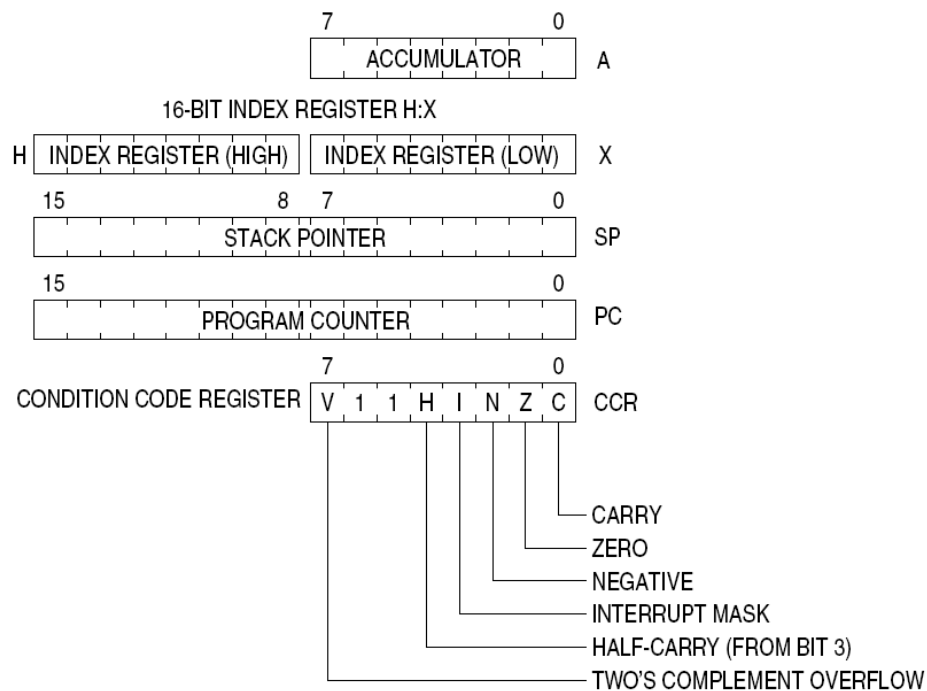 7 0
ACCUMULATOR A
16-BIT INDEX REGISTER H:X
H INDEX REGISTER (HIGH) INDEX REGISTER (LOW) X
15 8 7 0
STACK POINTER SP
15 0
PROGRAM COUNTER PC
7 0
CONDITION CODE REGISTER V 1 1 H I N Z C CCR
CARRY
ZERO
NEGATIVE
INTERRUPT MASK
HALF-CARRY (FROM BIT 3)
TWO'S COMPLEMENT OVERFLOW